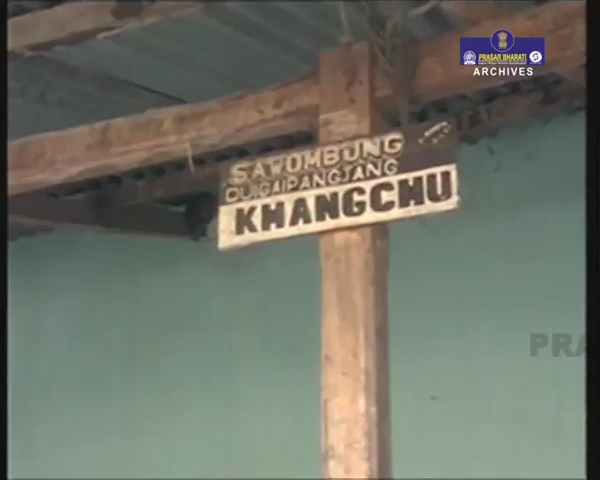 PRASAR BHARATI
ARCHIVES
SAWOMBUNG
DUIGAIPANGJANG
KHANGCHU
PRA